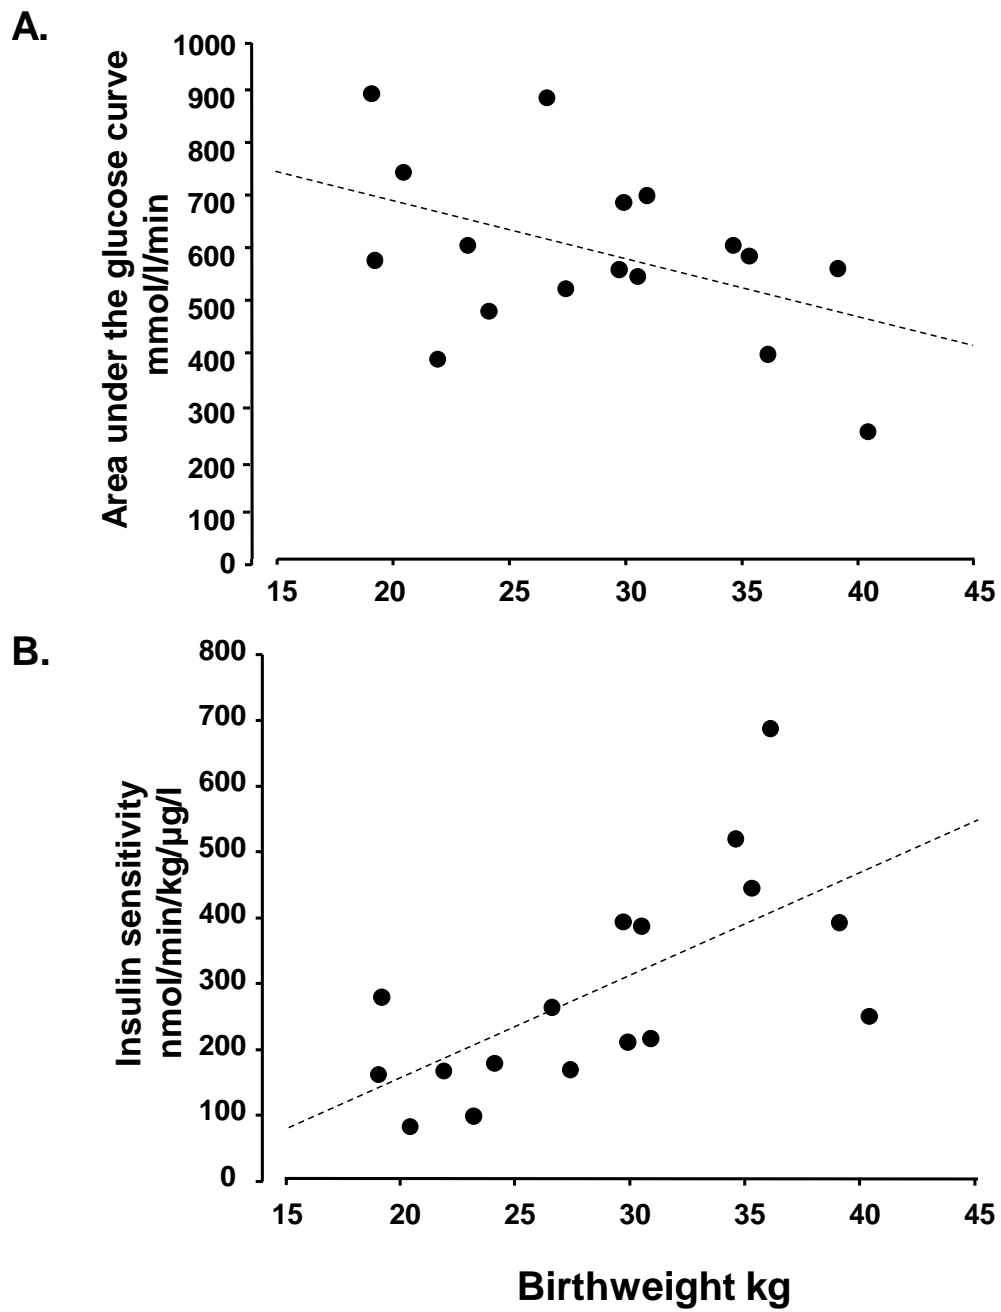 A.
Area under the glucose curve
mmol/l/min
1000
900
800
700
600
500
400
300
200
100
0
15 20 25 30 35 40 45
B.
Insulin sensitivity
nmol/min/kg/µg/l
800
700
600
500
400
300
200
100
0
15 20 25 30 35 40 45
Birthweight kg